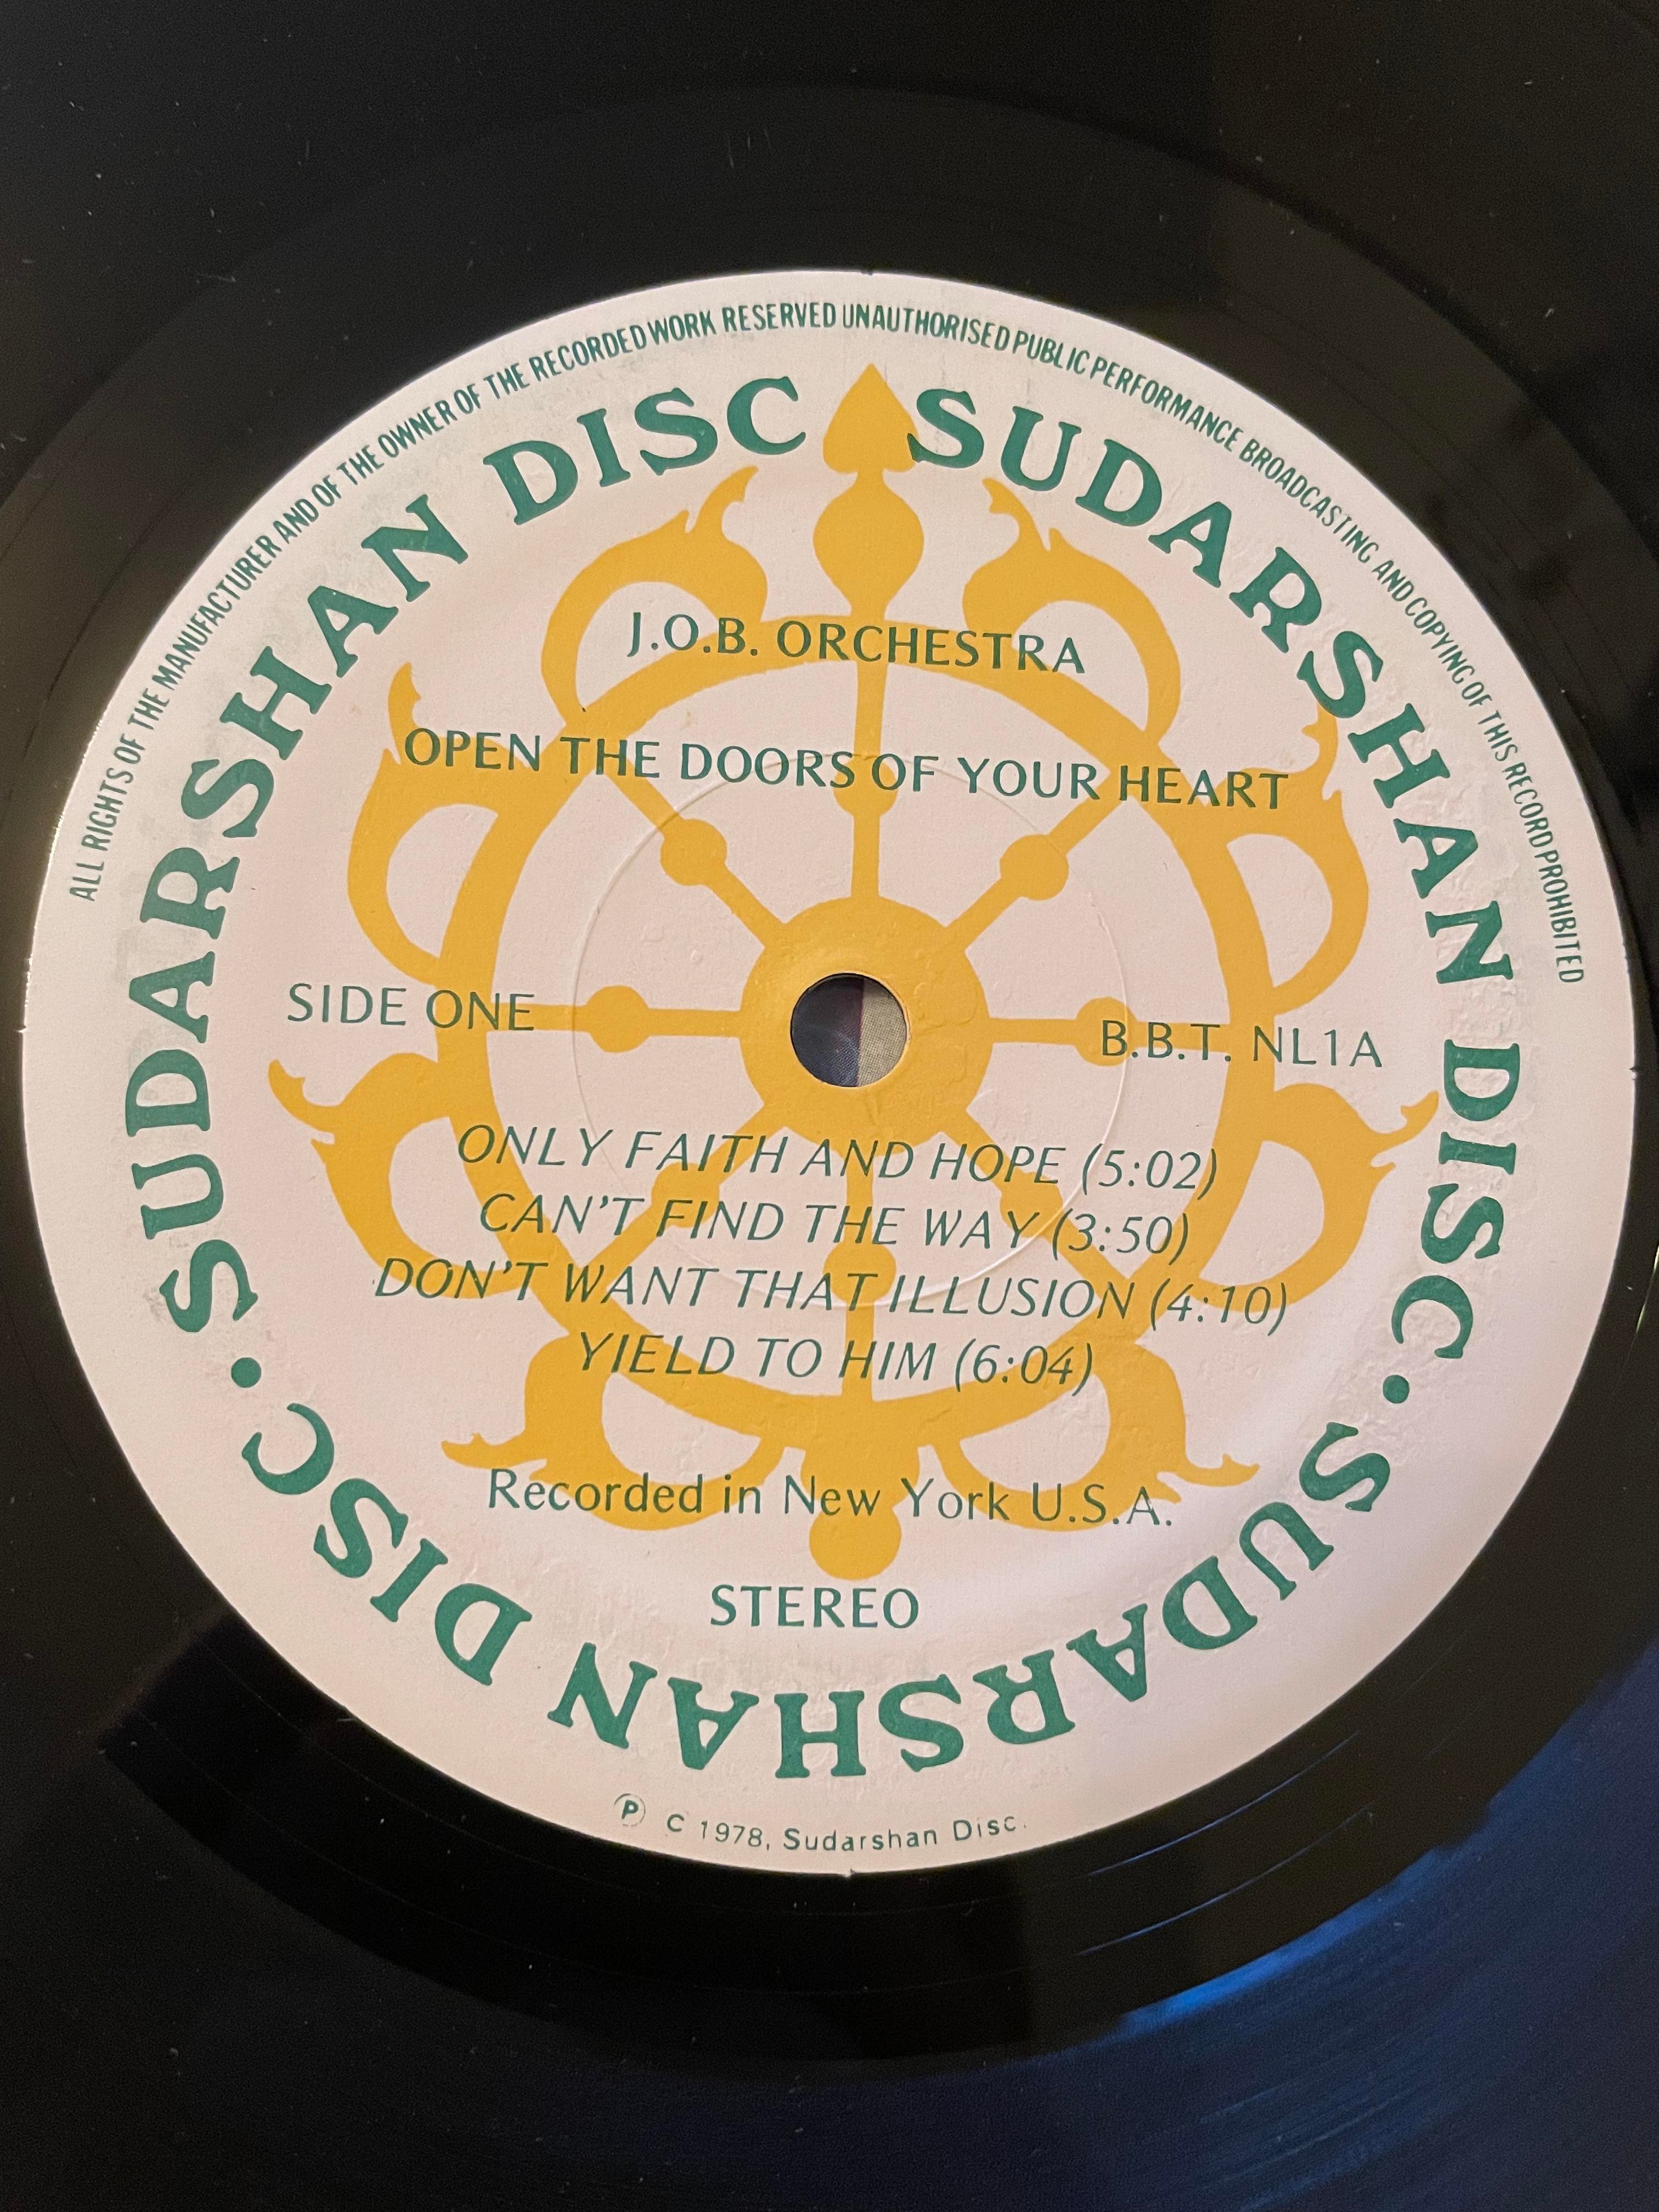 ALL RIGHTS OF THE MANUFACTURER AND OF THE OWNER OF THE RECORDED WORK RESERVED UNAUTHORISED PUBLIC PERFORMANCE BROADCASTING AND COPYING OF THIS RECORD PROHIBITED
SUDARSHAN DISC SUDARSHAN DISC. SUDARSHAN DISC.
J.O.B. ORCHESTRA
OPEN THE DOORS OF YOUR HEART
SIDE ONE
B.B.T. NL1A
ONLY FAITH AND HOPE (5:02)
CAN'T FIND THE WAY (3:50)
DON'T WANT THAT ILLUSION (4:10)
YIELD TO HIM (6:04)
Recorded in New York U.S.A.
STEREO
Ⓟ C 1978, Sudarshan Disc.